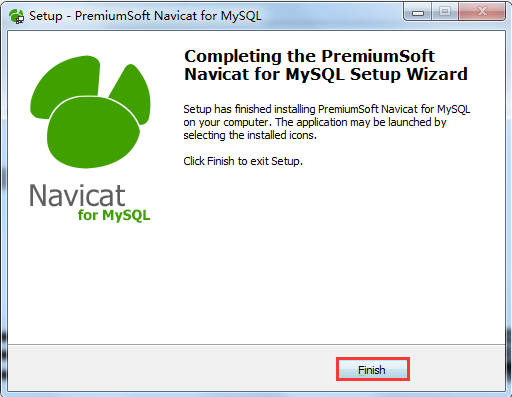 Setup - PremiumSoft Navicat for MySQL
Completing the PremiumSoft
Navicat for MySQL Setup Wizard
Setup has finished installing PremiumSoft Navicat for MySQL
on your computer. The application may be launched by
selecting the installed icons.
Click Finish to exit Setup.
Navicat
for MySQL
Finish